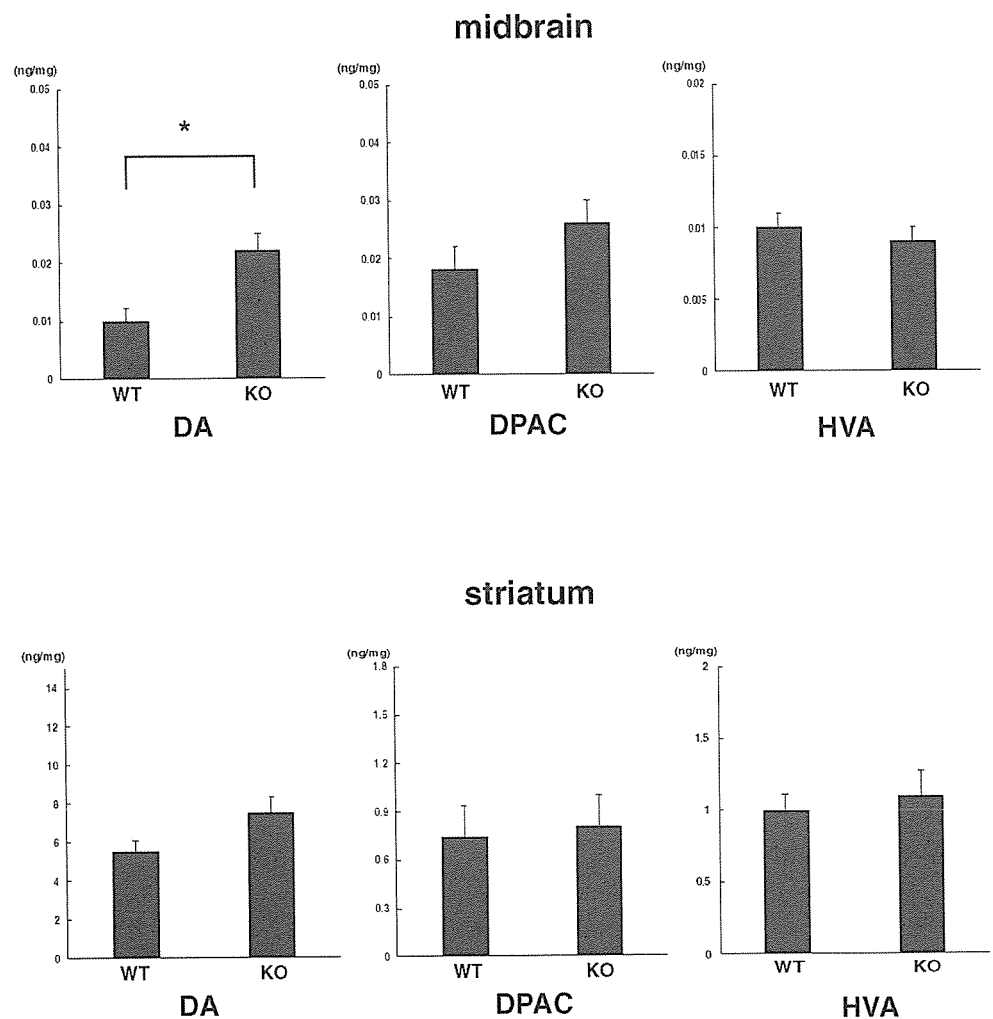 midbrain
(ng/mg) (ng/mg) (ng/mg)
0.05
0.04
0.03
0.02
0.01
0
*
WT KO
DA
0.05
0.04
0.03
0.02
0.01
0
WT KO
DPAC
0.02
0.015
0.01
0.005
0
WT KO
HVA
striatum
(ng/mg) (ng/mg) (ng/mg)
14
12
10
8
6
4
2
0
WT KO
DA
1.8
1.5
1.2
0.9
0.6
0.3
0
WT KO
DPAC
2
1.5
1
0.5
0
WT KO
HVA